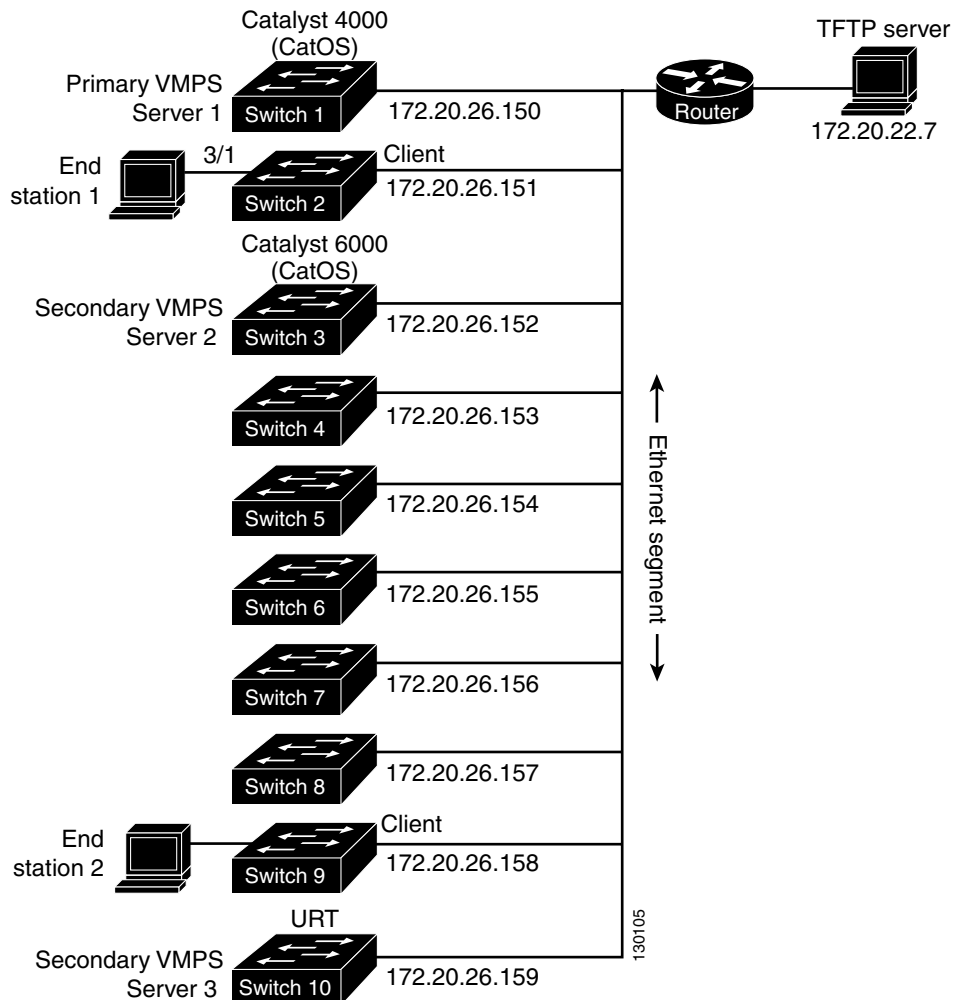 Catalyst 4000
(CatOS)
TFTP server
Primary VMPS
Server 1
Switch 1
172.20.26.150
Router
172.20.22.7
End
station 1
3/1
Client
Switch 2
172.20.26.151
Catalyst 6000
(CatOS)
Secondary VMPS
Server 2
Switch 3
172.20.26.152
Switch 4
172.20.26.153
Switch 5
172.20.26.154
Ethernet segment
Switch 6
172.20.26.155
Switch 7
172.20.26.156
Switch 8
172.20.26.157
End
station 2
Client
Switch 9
172.20.26.158
URT
Secondary VMPS
Server 3
Switch 10
172.20.26.159
130105